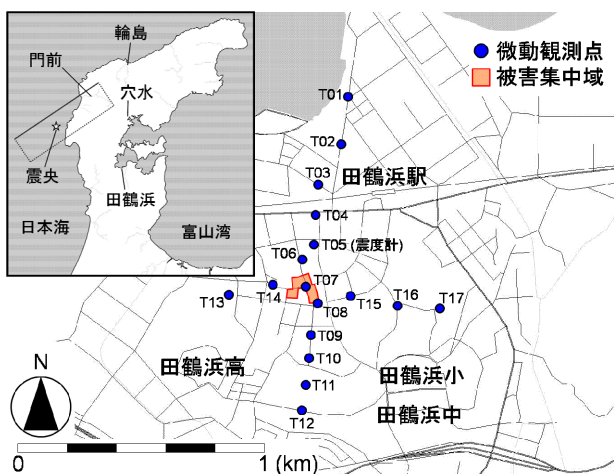 輪島
門前
穴水
震央
田鶴浜
日本海
富山湾
微動観測点
被害集中域
T01
T02
T03
田鶴浜駅
T04
T05 (震度計)
T06
T07
T14
T13
T15
T16
T17
T08
T09
T10
田鶴浜高
田鶴浜小
T11
田鶴浜中
T12
N
0
1 (km)